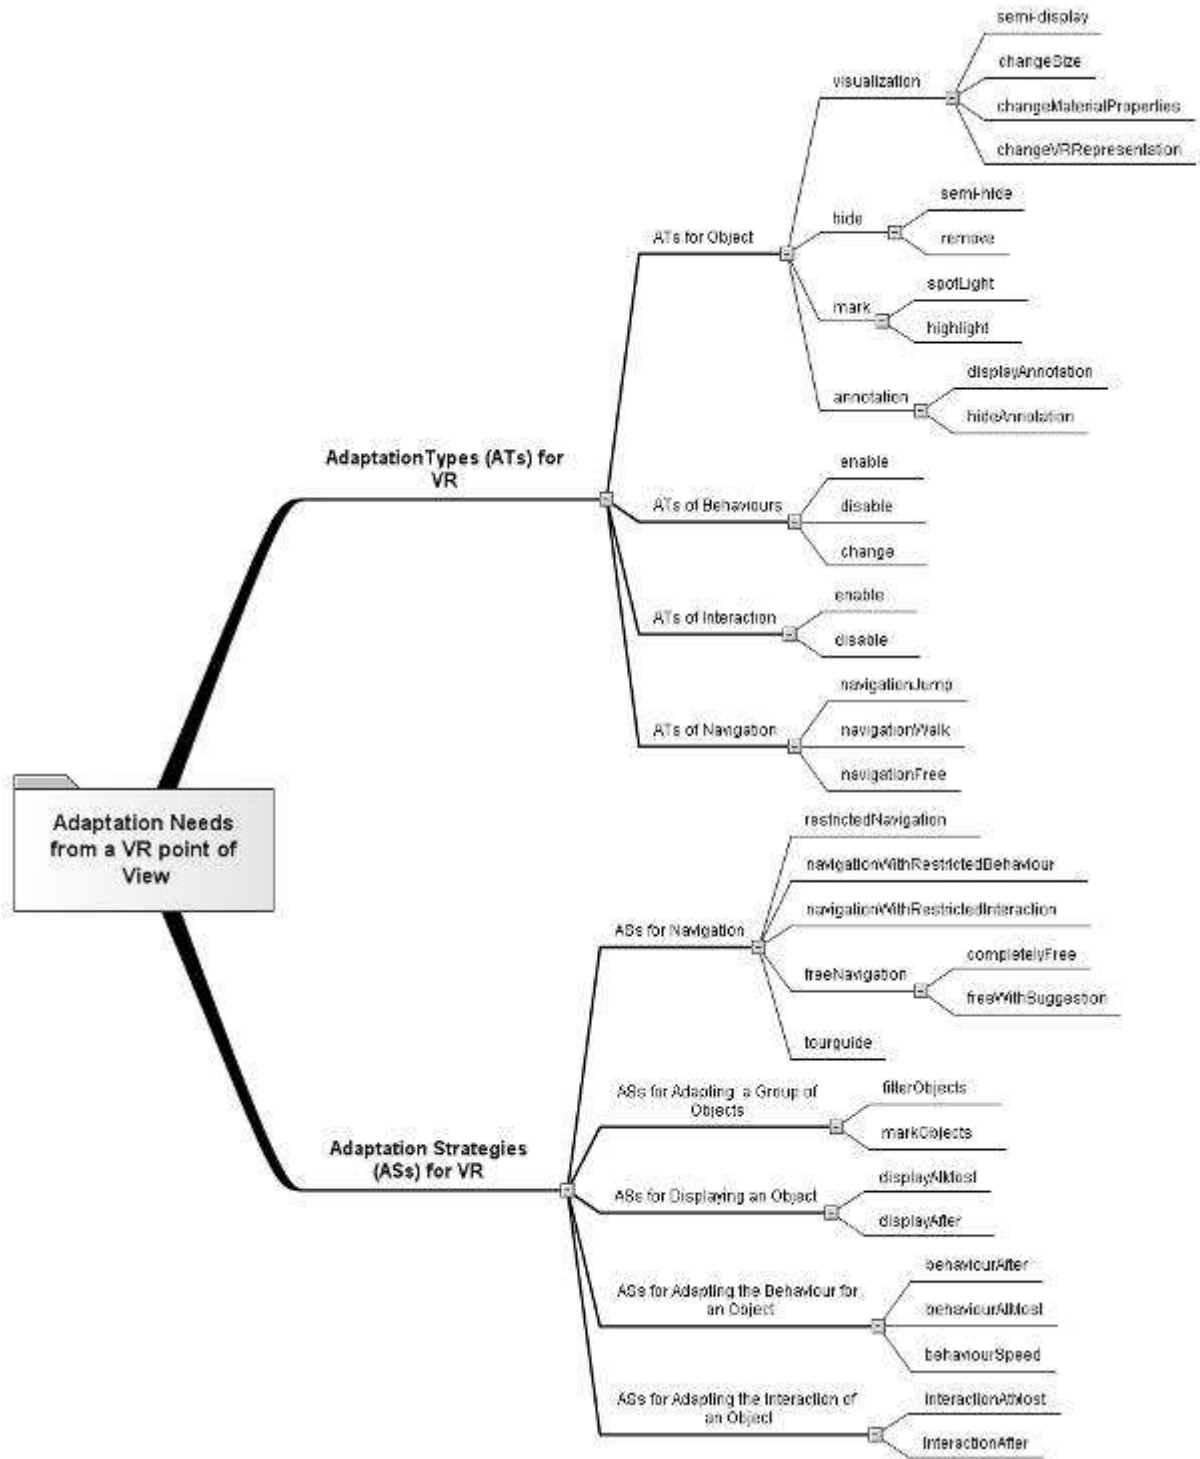 semi-display
changeSize
visualization
changeMaterialProperties
changeVRRepresentation
semi-hide
hide
remove
ATs for Object
spotLight
mark
highlight
displayAnnotation
annotation
hideAnnotation
AdaptationTypes (ATs) for
VR
enable
ATs of Behaviours
disable
change
enable
ATs of Interaction
disable
navigationJump
ATs of Navigation
navigationWalk
navigationFree
Adaptation Needs
from a VR point of
View
restrictedNavigation
navigationWithRestrictedBehaviour
navigationWithRestrictedInteraction
ASs for Navigation
completelyFree
freeNavigation
freeWithSuggestion
tourguide
ASs for Adapting a Group of
Objects
filterObjects
markObjects
Adaptation Strategies
(ASs) for VR
displayAtMost
ASs for Displaying an Object
displayAfter
behaviourAfter
ASs for Adapting the Behaviour for
an Object
behaviourAtMost
behaviourSpeed
ASs for Adapting the Interaction of
an Object
interactionAtMost
interactionAfter